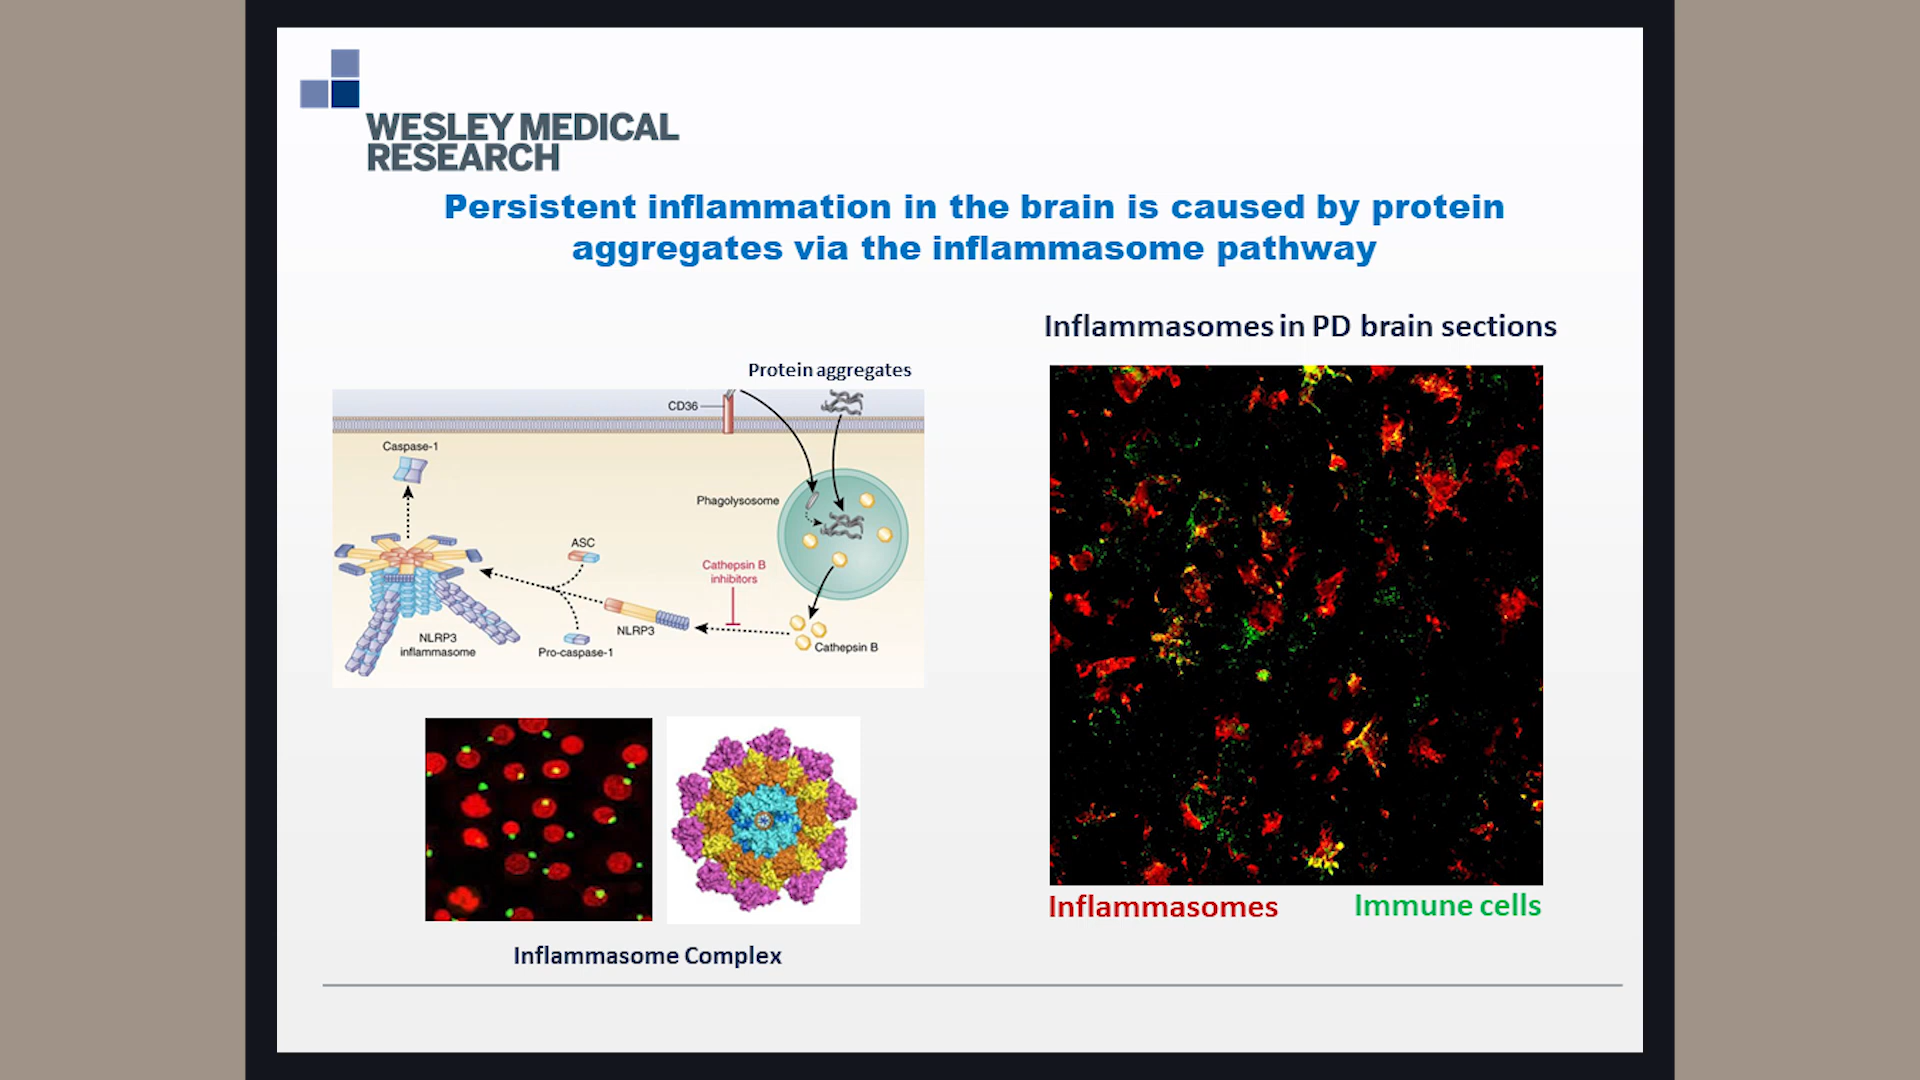 WESLEY MEDICAL
RESEARCH
Persistent inflammation in the brain is caused by protein
aggregates via the inflammasome pathway
Protein aggregates
CD36
Caspase-1
Phagolysosome
ASC
Cathepsin B
inhibitors
NLRP3
NLRP3
inflammasome
Pro-caspase-1
Cathepsin B
Inflammasome Complex
Inflammasomes in PD brain sections
Inflammasomes
Immune cells